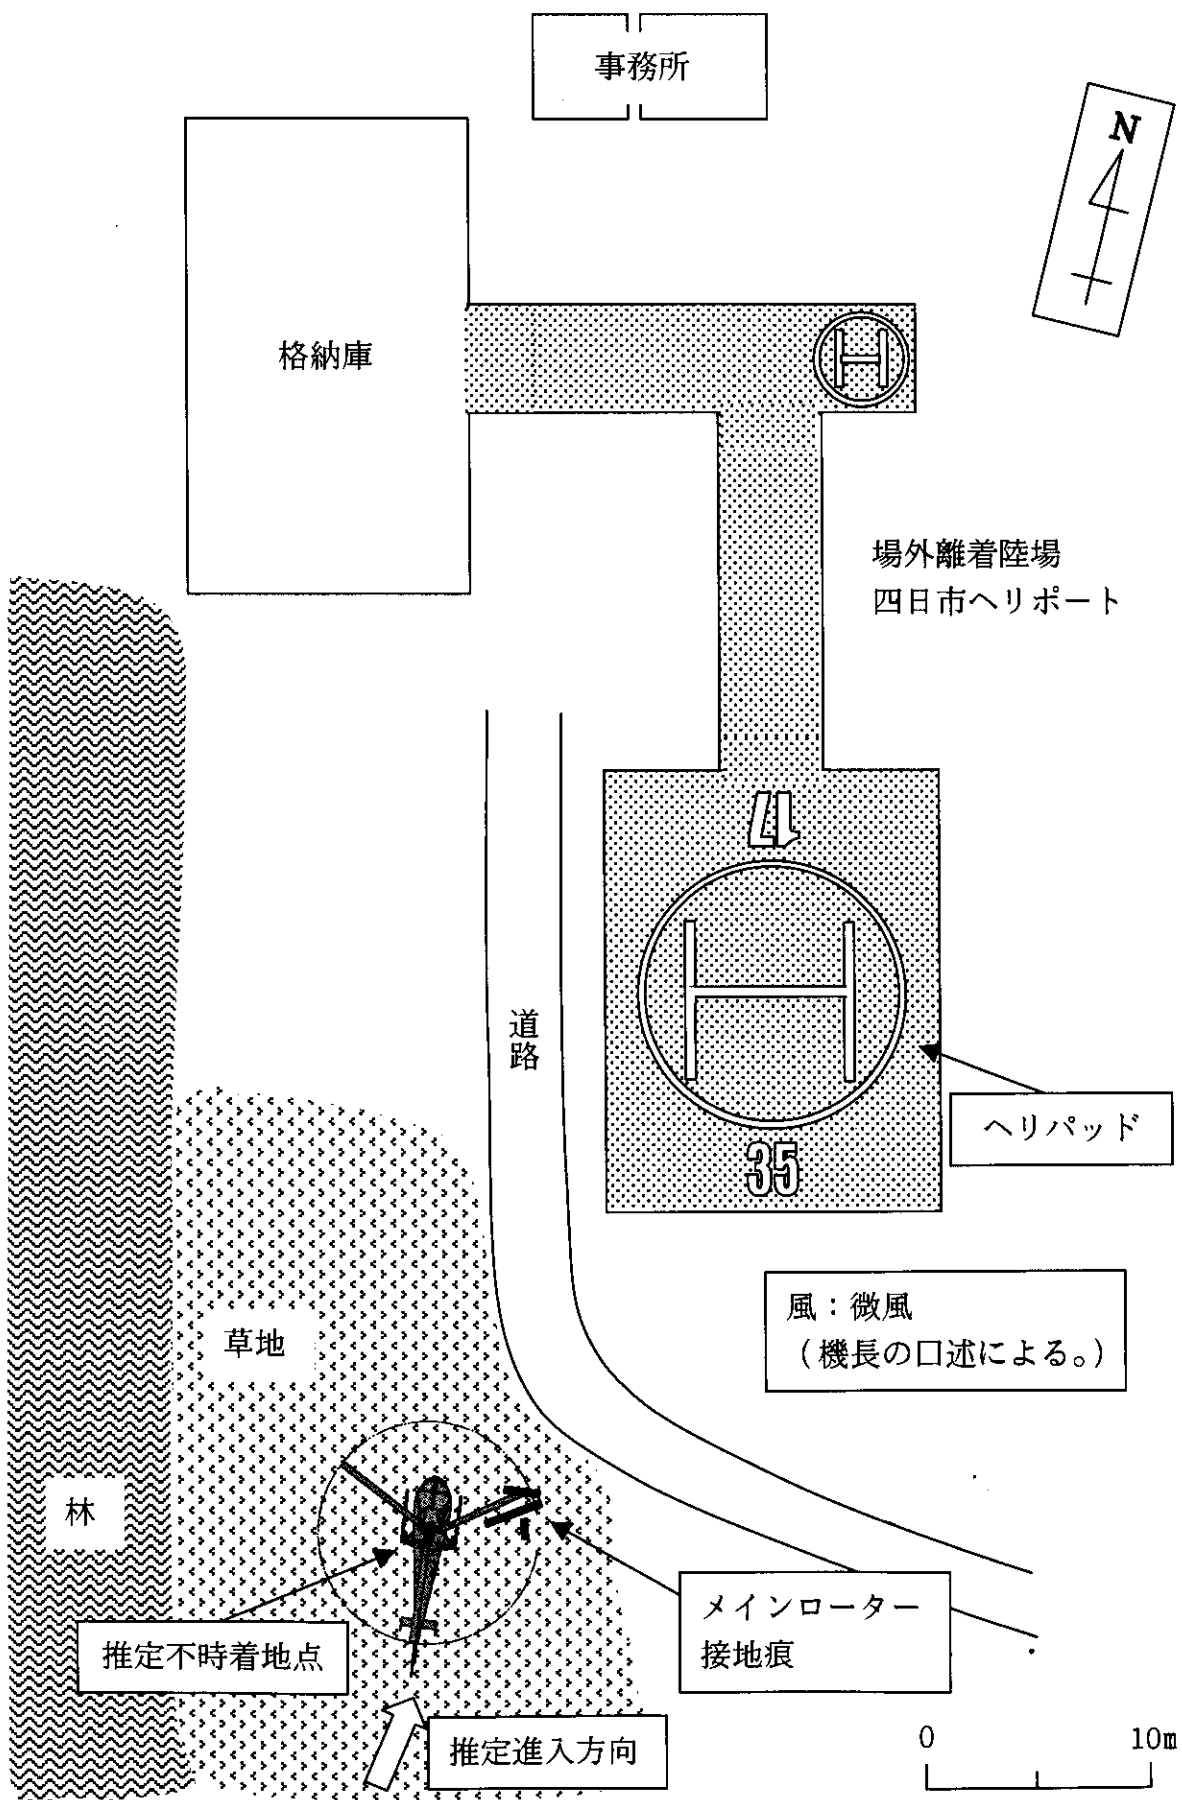 事務所
N
格納庫
H
場外離着陸場
四日市ヘリポート
17
H
道路
ヘリパッド
35
風：微風
（機長の口述による。）
草地
林
メインローター
接地痕
推定不時着地点
推定進入方向
0 10m